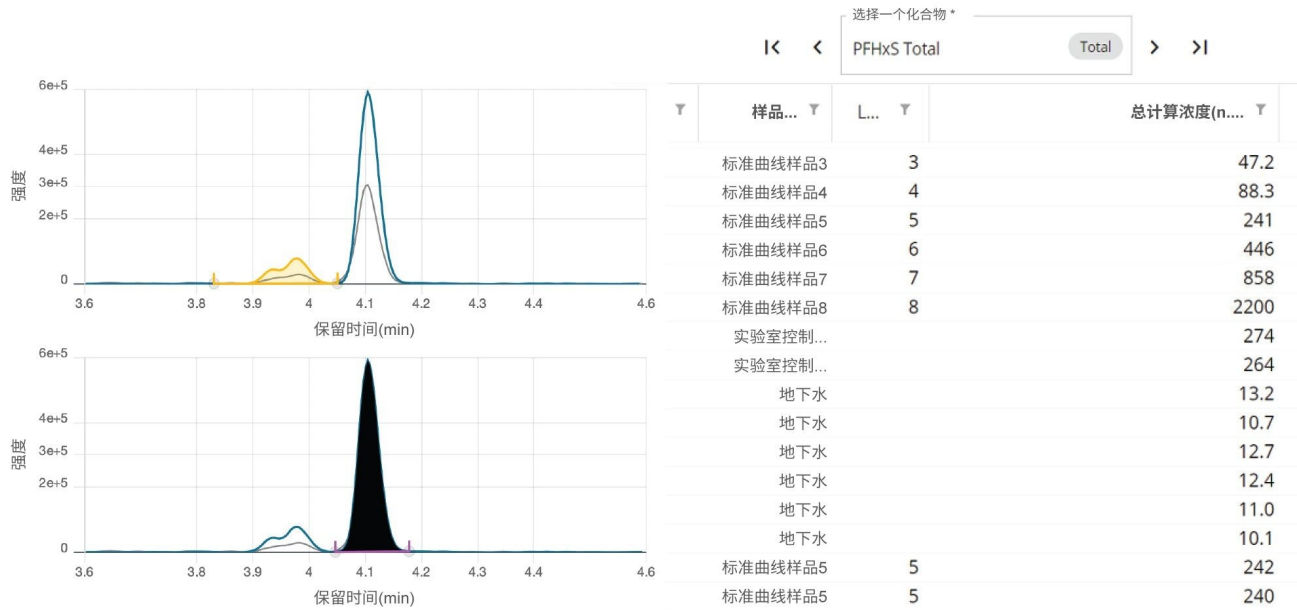 6e+5
4e+5
3e+5
2e+5
0
强度
3.6 3.8 3.9 4 4.1 4.2 4.3 4.4 4.6
保留时间(min)
6e+5
4e+5
3e+5
2e+5
0
强度
3.6 3.8 3.9 4 4.1 4.2 4.3 4.4 4.6
保留时间(min)
选择一个化合物 *
PFHxS Total Total
样品... L... 总计算浓度(n....
标准曲线样品3 3 47.2
标准曲线样品4 4 88.3
标准曲线样品5 5 241
标准曲线样品6 6 446
标准曲线样品7 7 858
标准曲线样品8 8 2200
实验室控制... 274
实验室控制... 264
地下水 13.2
地下水 10.7
地下水 12.7
地下水 12.4
地下水 11.0
地下水 10.1
标准曲线样品5 5 242
标准曲线样品5 5 240